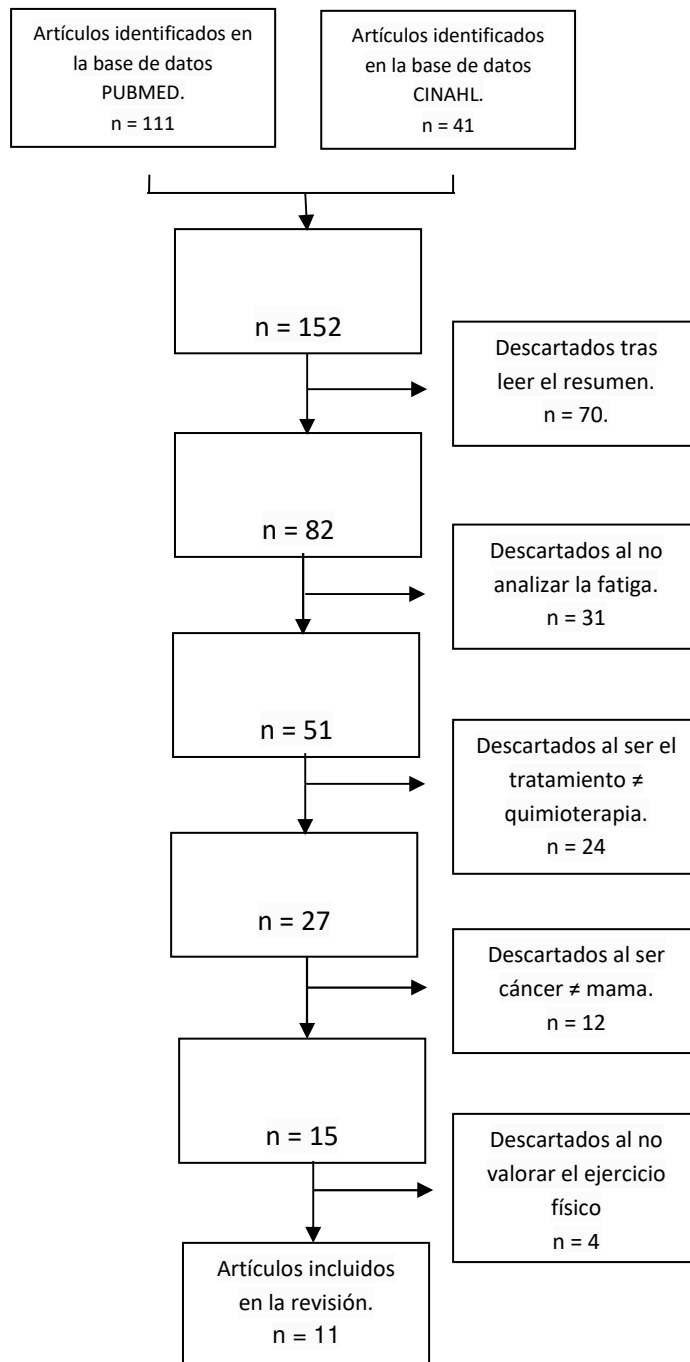 Artículos identificados en
la base de datos
PUBMED.
n = 111
Artículos identificados
en la base de datos
CINAHL.
n = 41
n = 152
Descartados tras
leer el resumen.
n = 70.
n = 82
Descartados al no
analizar la fatiga.
n = 31
n = 51
Descartados al ser el
tratamiento ≠
quimioterapia.
n = 24
n = 27
Descartados al ser
cáncer ≠ mama.
n = 12
n = 15
Descartados al no
valorar el ejercicio
físico
n = 4
Artículos incluidos
en la revisión.
n = 11